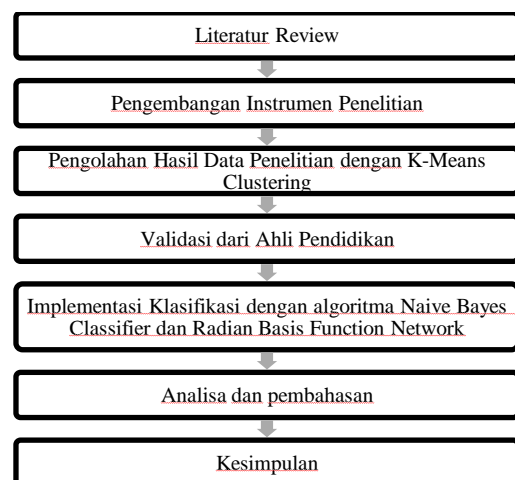 Literatur Review
Pengembangan Instrumen Penelitian
Pengolahan Hasil Data Penelitian dengan K-Means
Clustering
Validasi dari Ahli Pendidikan
Implementasi Klasifikasi dengan algoritma Naive Bayes
Classifier dan Radian Basis Function Network
Analisa dan pembahasan
Kesimpulan